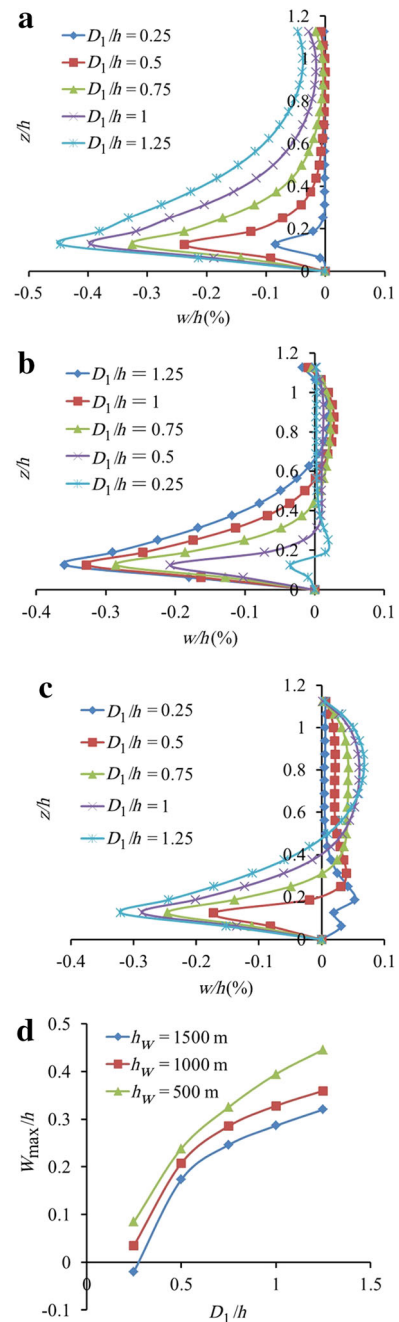 a
1.2
D₁/h = 0.25
D₁/h = 0.5
D₁/h = 0.75
D₁/h = 1
D₁/h = 1.25
1
0.8
0.6
0.4
0.2
0
z/h
-0.5 -0.4 -0.3 -0.2 -0.1 0 0.1
w/h(%)
b
1.2
D₁/h = 1.25
D₁/h = 1
D₁/h = 0.75
D₁/h = 0.5
D₁/h = 0.25
1
0.8
0.6
0.4
0.2
0
z/h
-0.4 -0.3 -0.2 -0.1 0 0.1
w/h(%)
c
1.2
D₁/h = 0.25
D₁/h = 0.5
D₁/h = 0.75
D₁/h = 1
D₁/h = 1.25
1
0.8
0.6
0.4
0.2
0
z/h
-0.4 -0.3 -0.2 -0.1 0 0.1
w/h(%)
d
0.5
0.4
0.3
0.2
0.1
0
-0.1
h_W = 1500 m
h_W = 1000 m
h_W = 500 m
W_max/h
0 0.5 1 1.5
D₁/h